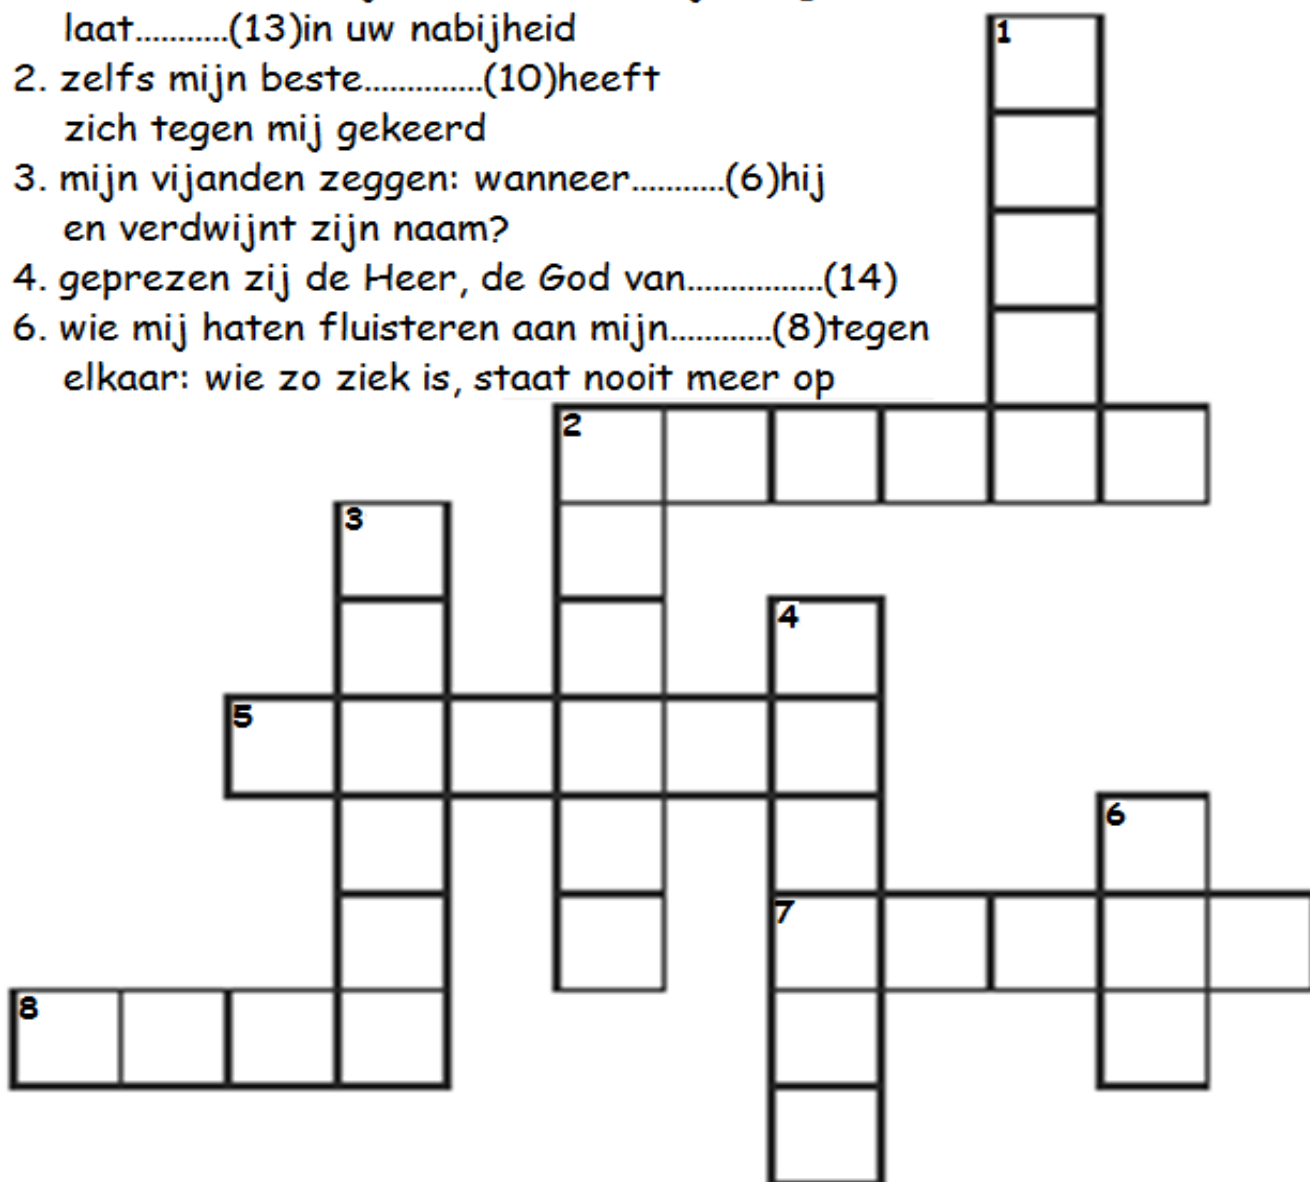 laat...........(13)in uw nabijheid
2. zelfs mijn beste..............(10)heeft
zich tegen mij gekeerd
3. mijn vijanden zeggen: wanneer...........(6)hij
en verdwijnt zijn naam?
4. geprezen zij de Heer, de God van................(14)
6. wie mij haten fluisteren aan mijn............(8)tegen
elkaar: wie zo ziek is, staat nooit meer op
1
2
3
4
5
6
7
8